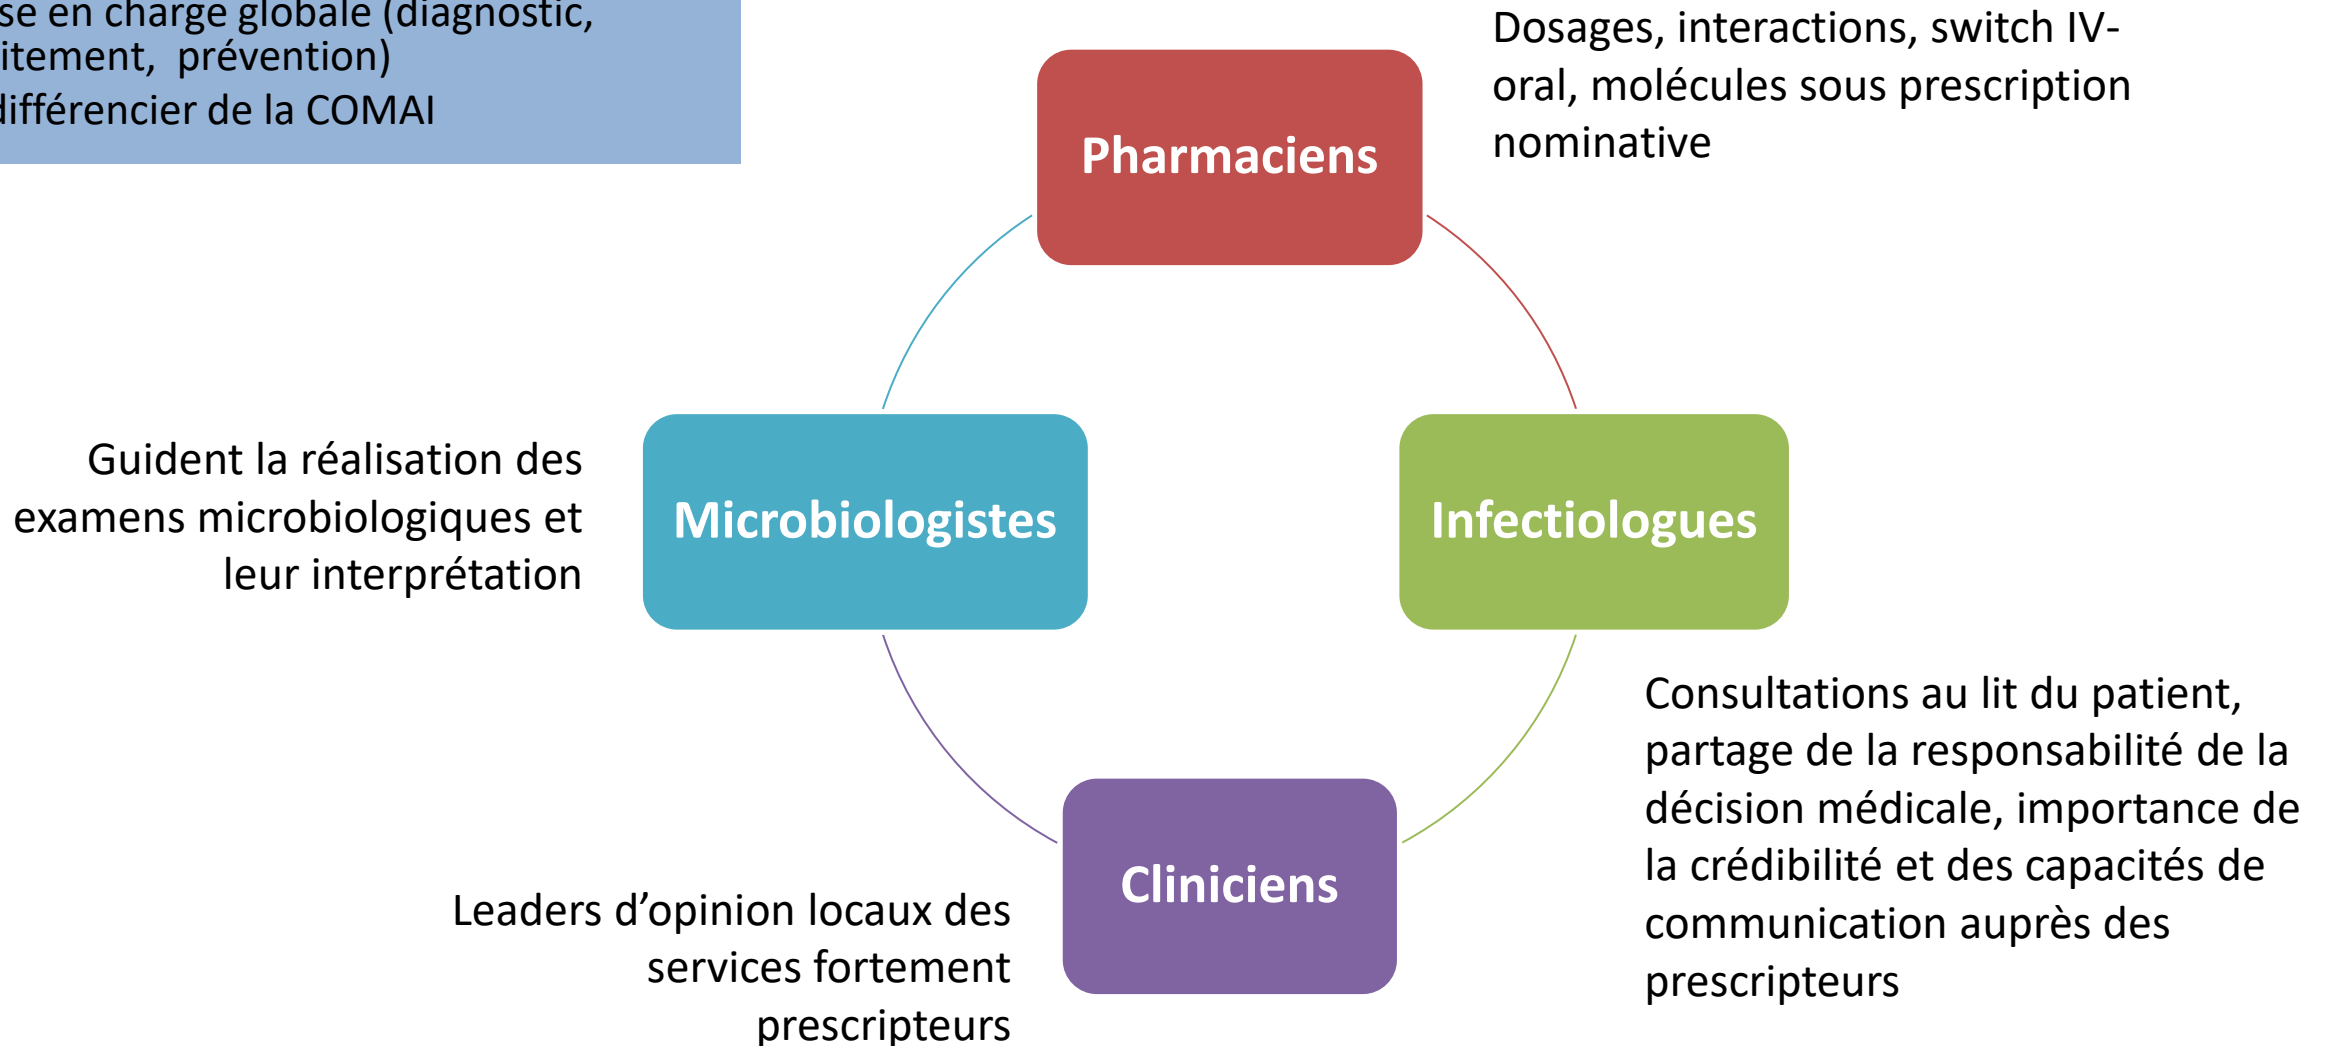 se en charge globale (diagnostic,
itement, prévention)
différencier de la COMAI
Dosages, interactions, switch IV-
oral, molécules sous prescription
nominative
Pharmaciens
Guident la réalisation des
examens microbiologiques et
leur interprétation
Microbiologistes
Infectiologues
Consultations au lit du patient,
partage de la responsabilité de la
décision médicale, importance de
la crédibilité et des capacités de
communication auprès des
prescripteurs
Cliniciens
Leaders d’opinion locaux des
services fortement
prescripteurs